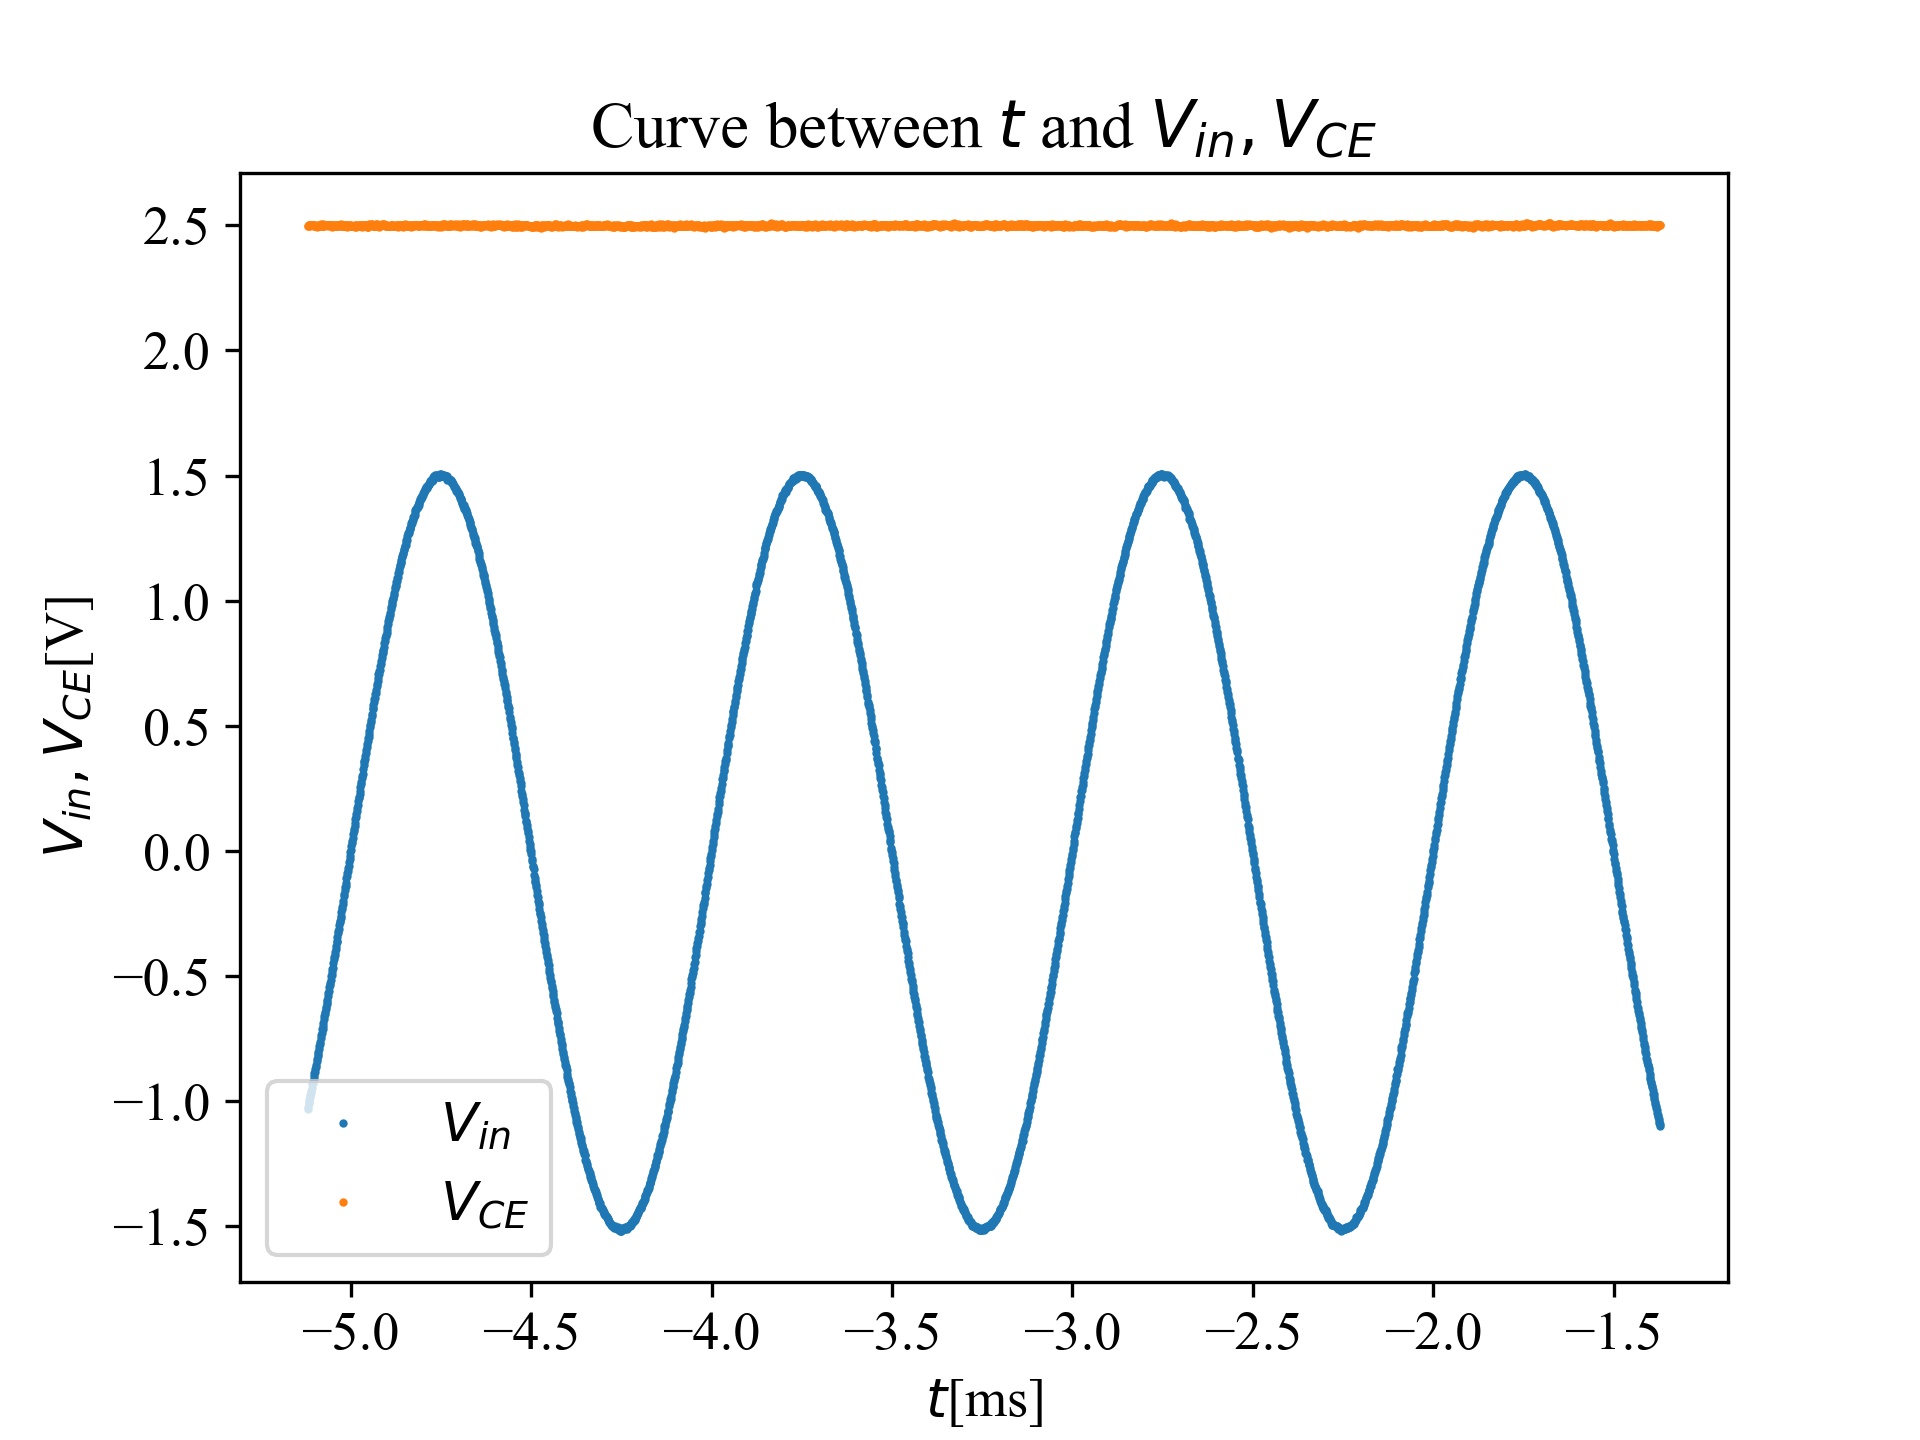 Curve between t and V_in, V_CE
2.5
2.0
1.5
1.0
0.5
0.0
−0.5
−1.0
−1.5
V_in, V_CE[V]
V_in
V_CE
−5.0 −4.5 −4.0 −3.5 −3.0 −2.5 −2.0 −1.5
t[ms]